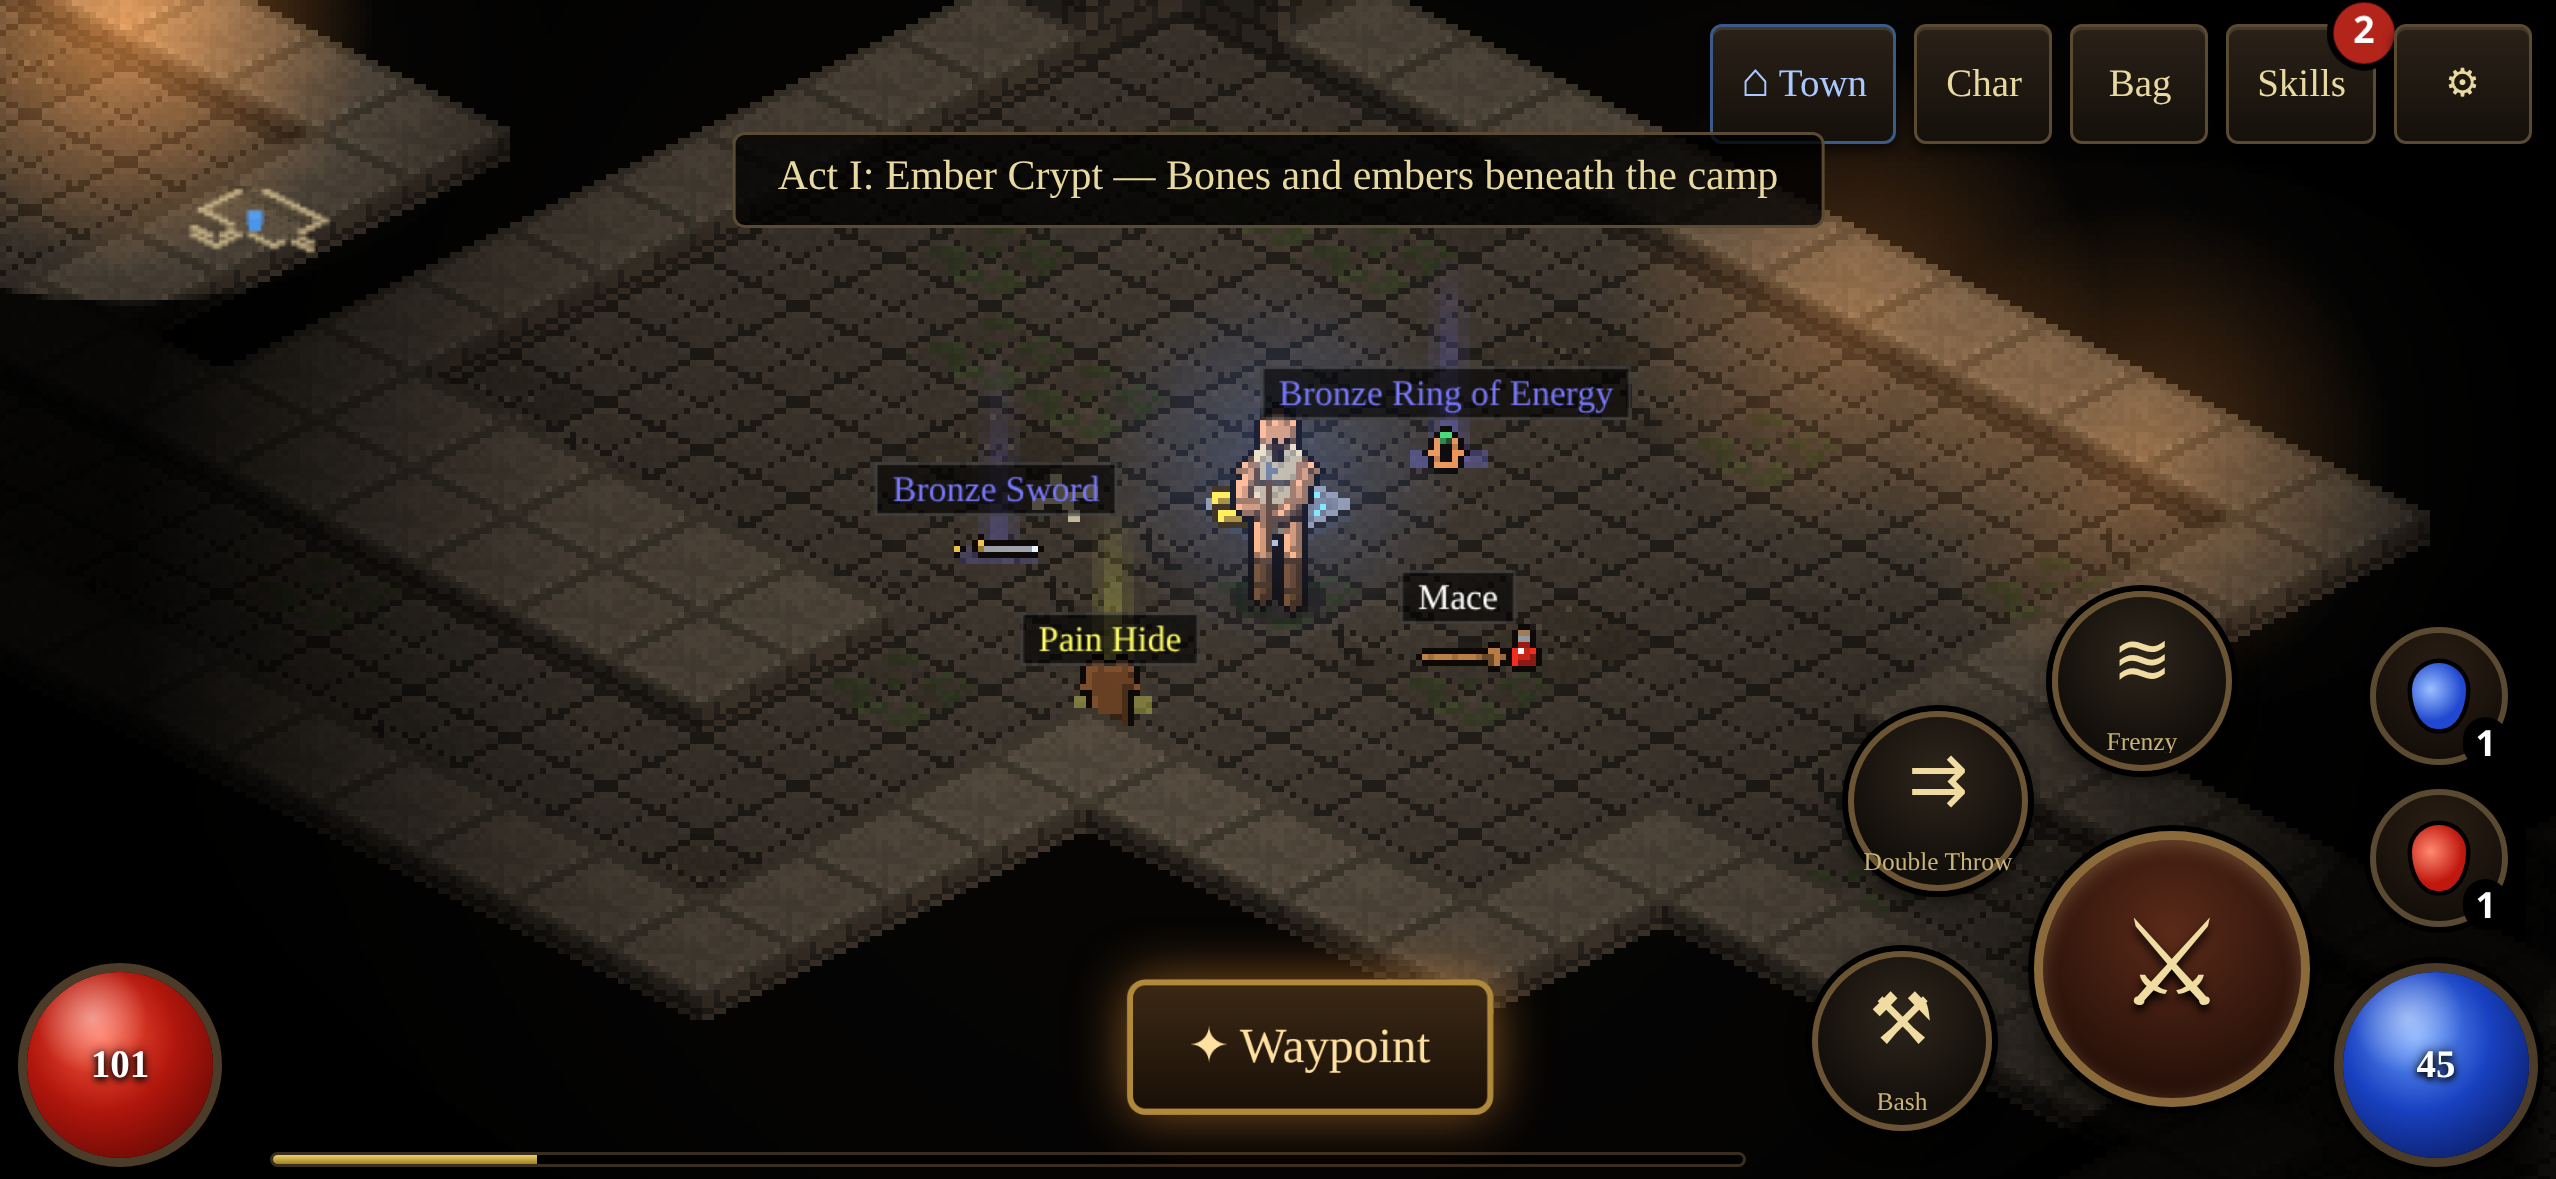 2
⌂ Town
Char
Bag
Skills
⚙
Act I: Ember Crypt — Bones and embers beneath the camp
Bronze Ring of Energy
Bronze Sword
Mace
Pain Hide
Frenzy
1
Double Throw
1
✦ Waypoint
101
Bash
45